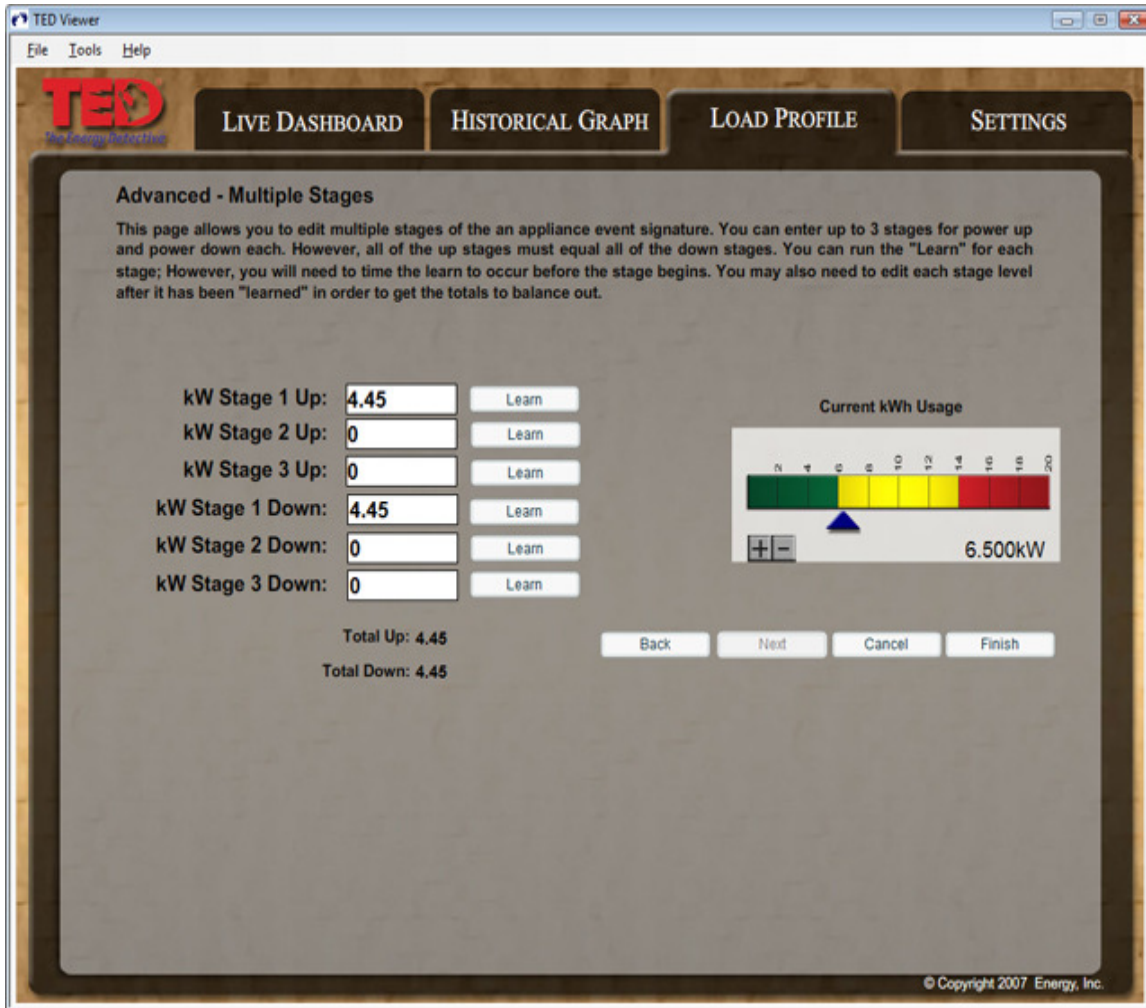 TED Viewer
File Tools Help
TED
The Energy Detective
LIVE DASHBOARD
HISTORICAL GRAPH
LOAD PROFILE
SETTINGS
Advanced - Multiple Stages
This page allows you to edit multiple stages of the an appliance event signature. You can enter up to 3 stages for power up
and power down each. However, all of the up stages must equal all of the down stages. You can run the "Learn" for each
stage; However, you will need to time the learn to occur before the stage begins. You may also need to edit each stage level
after it has been "learned" in order to get the totals to balance out.
kW Stage 1 Up: 4.45 Learn
kW Stage 2 Up: 0 Learn
kW Stage 3 Up: 0 Learn
kW Stage 1 Down: 4.45 Learn
kW Stage 2 Down: 0 Learn
kW Stage 3 Down: 0 Learn
Total Up: 4.45
Total Down: 4.45
Current kWh Usage
2 4 6 8 10 12 14 16 18 20
+ -
6.500kW
Back Next Cancel Finish
© Copyright 2007 Energy, Inc.